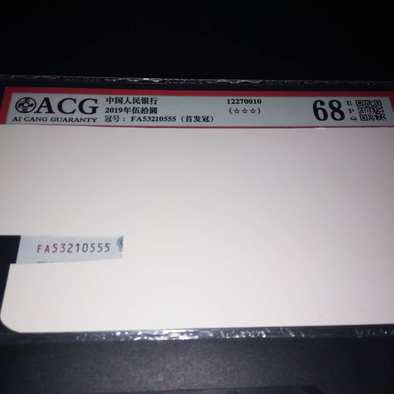 ACG
AI CANG GUARANTY
中国人民银行
2019年伍拾圆
冠号：FA53210555（首发冠）
12270010
(☆☆☆)
68 E P Q
FA53210555